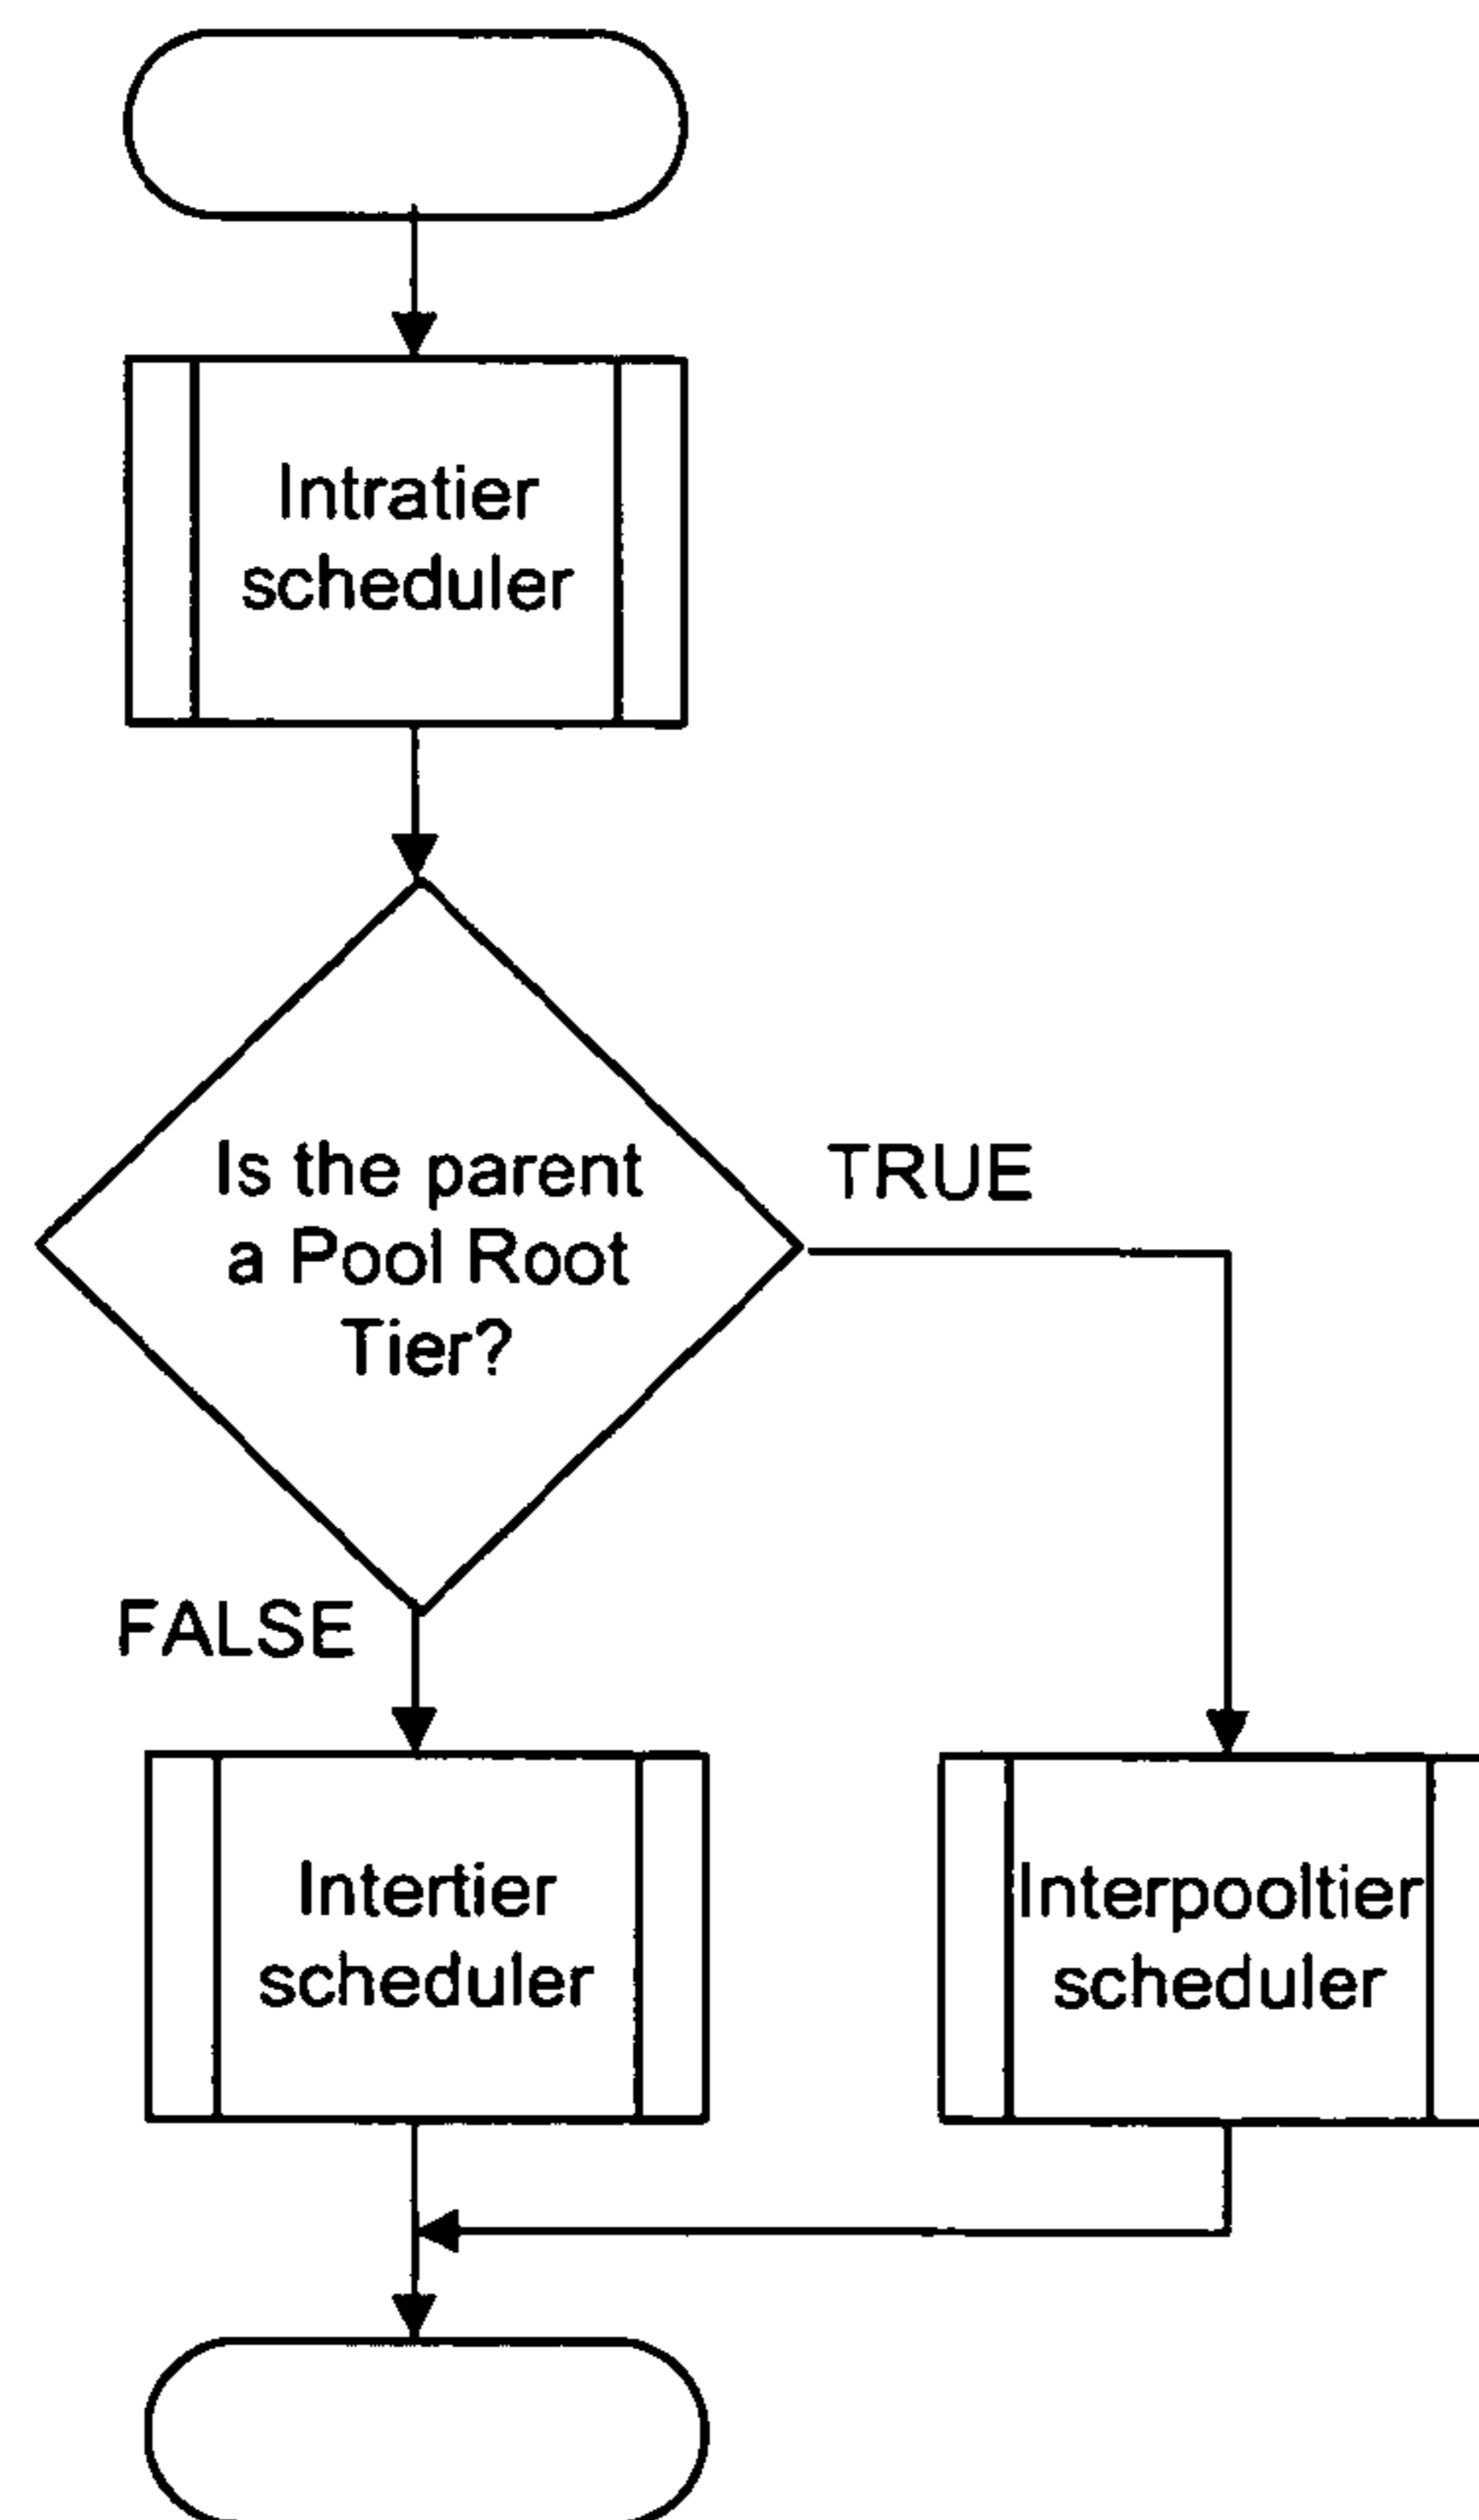 Intratier
scheduler
Is the parent
a Pool Root
Tier?
TRUE
FALSE
Intertier
scheduler
Interpooltier
scheduler